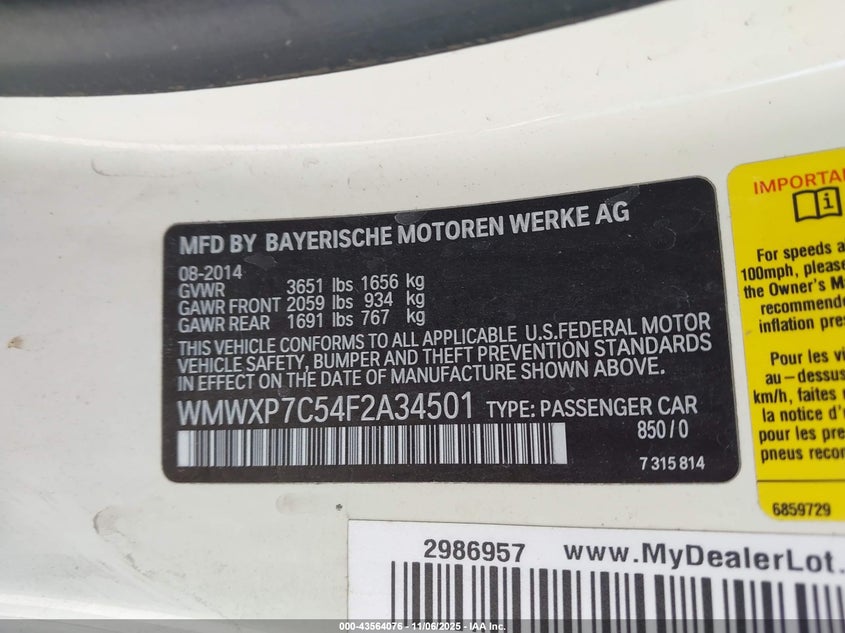 MFD BY BAYERISCHE MOTOREN WERKE AG
08-2014
GVWR 3651 lbs 1656 kg
GAWR FRONT 2059 lbs 934 kg
GAWR REAR 1691 lbs 767 kg
THIS VEHICLE CONFORMS TO ALL APPLICABLE U.S.FEDERAL MOTOR
VEHICLE SAFETY, BUMPER AND THEFT PREVENTION STANDARDS
IN EFFECT ON THE DATE OF MANUFACTURE SHOWN ABOVE.
WMWXP7C54F2A34501 TYPE: PASSENGER CAR
850/0
7 315 814
IMPORTA
For speeds a
100mph, please
the Owner's M
recommende
inflation pres
Pour les vi
au-dessus
km/h, faites r
la notice d'u
pour les pre
pneus recom
6859729
2986957 www.MyDealerLot.
000-43564076 - 11/06/2025 - IAA Inc.